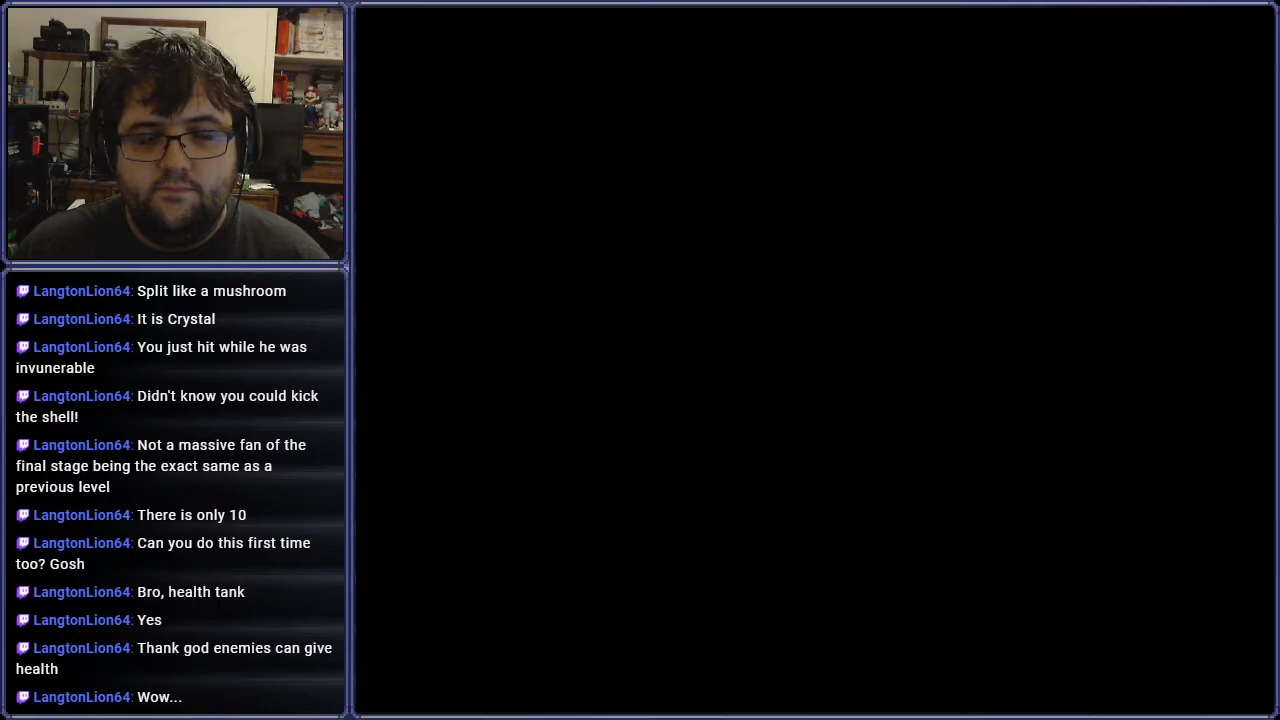 LangtonLion64: Split like a mushroom
LangtonLion64: It is Crystal
LangtonLion64: You just hit while he was
invunerable
LangtonLion64: Didn't know you could kick
the shell!
LangtonLion64: Not a massive fan of the
final stage being the exact same as a
previous level
LangtonLion64: There is only 10
LangtonLion64: Can you do this first time
too? Gosh
LangtonLion64: Bro, health tank
LangtonLion64: Yes
LangtonLion64: Thank god enemies can give
health
LangtonLion64: Wow...